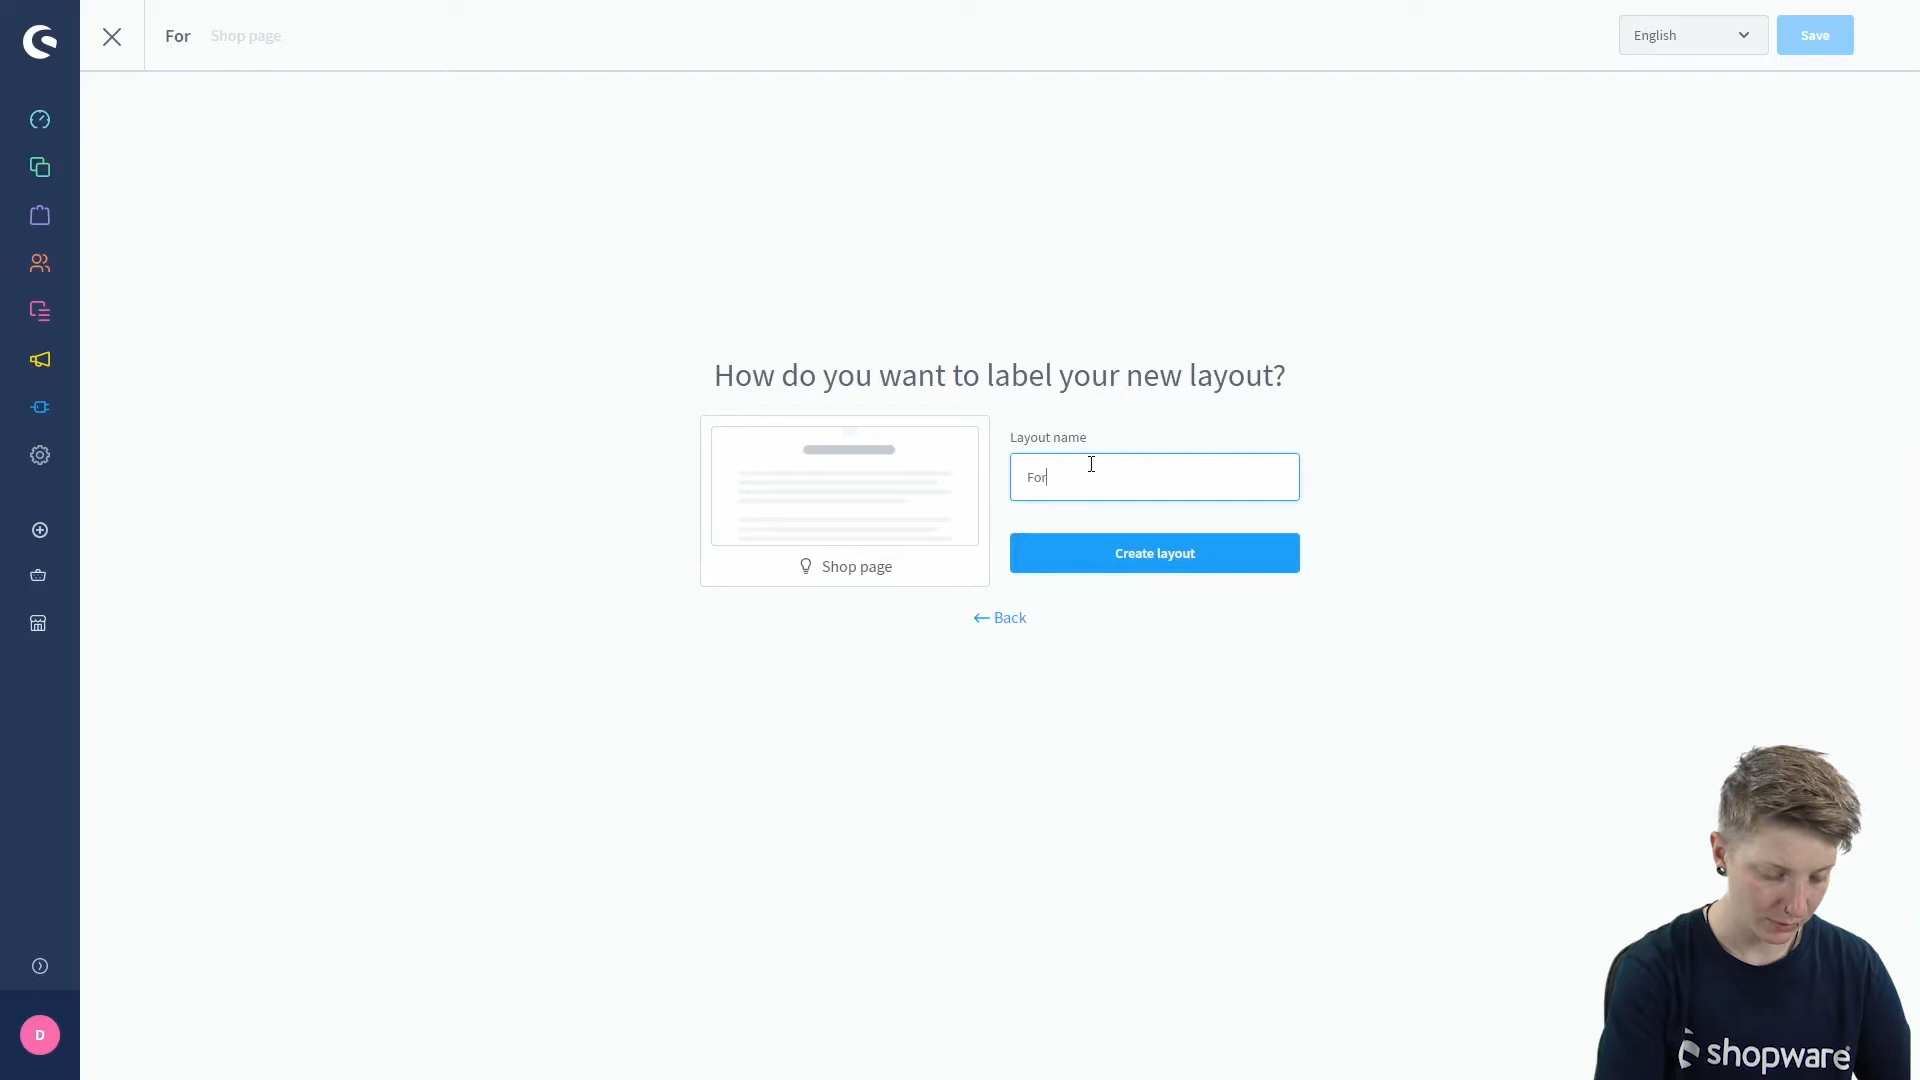 For Shop page English Save
How do you want to label your new layout?
Layout name
For
Shop page
Create layout
← Back
D
shopware